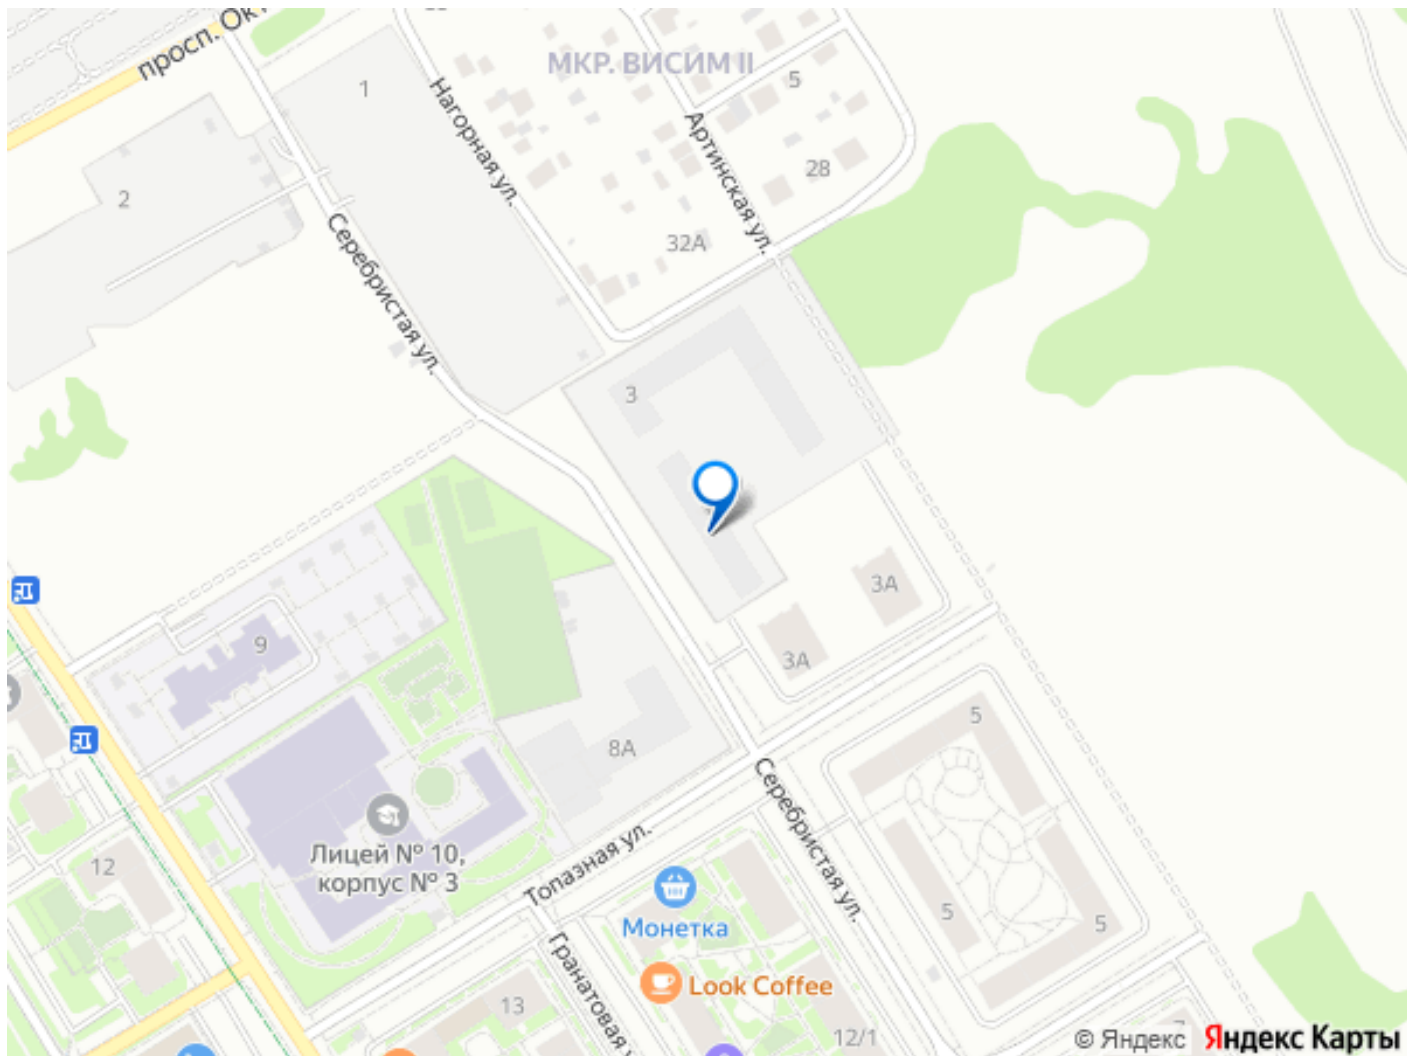 просп. Ок
МКР. ВИСИМ II
1
5
Нагорная ул.
Артинская ул.
28
2
32А
Серебристая ул.
3
3А
9
3А
5
8А
Серебристая ул.
Лицей № 10,
корпус № 3
Топазная ул.
12
Монетка
5
5
Гранатовая
Look Coffee
13
12/1
© Яндекс Яндекс Карты